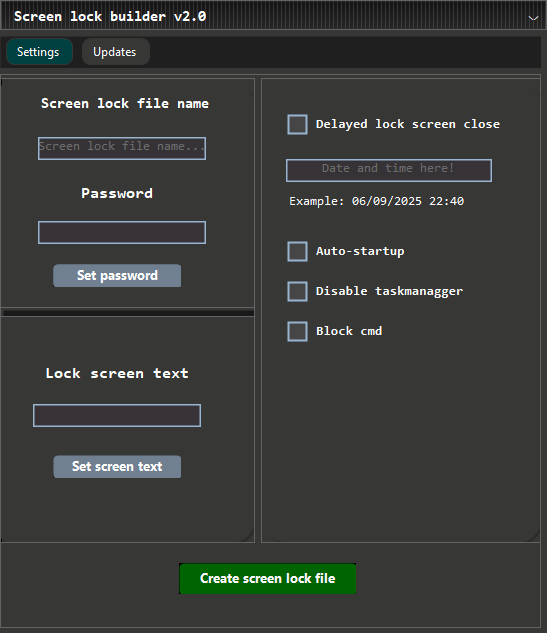 Screen lock builder v2.0
Settings
Updates
Screen lock file name
Screen lock file name...
Password
Set password
Lock screen text
Set screen text
Delayed lock screen close
Date and time here!
Example: 06/09/2025 22:40
Auto-startup
Disable taskmanagger
Block cmd
Create screen lock file